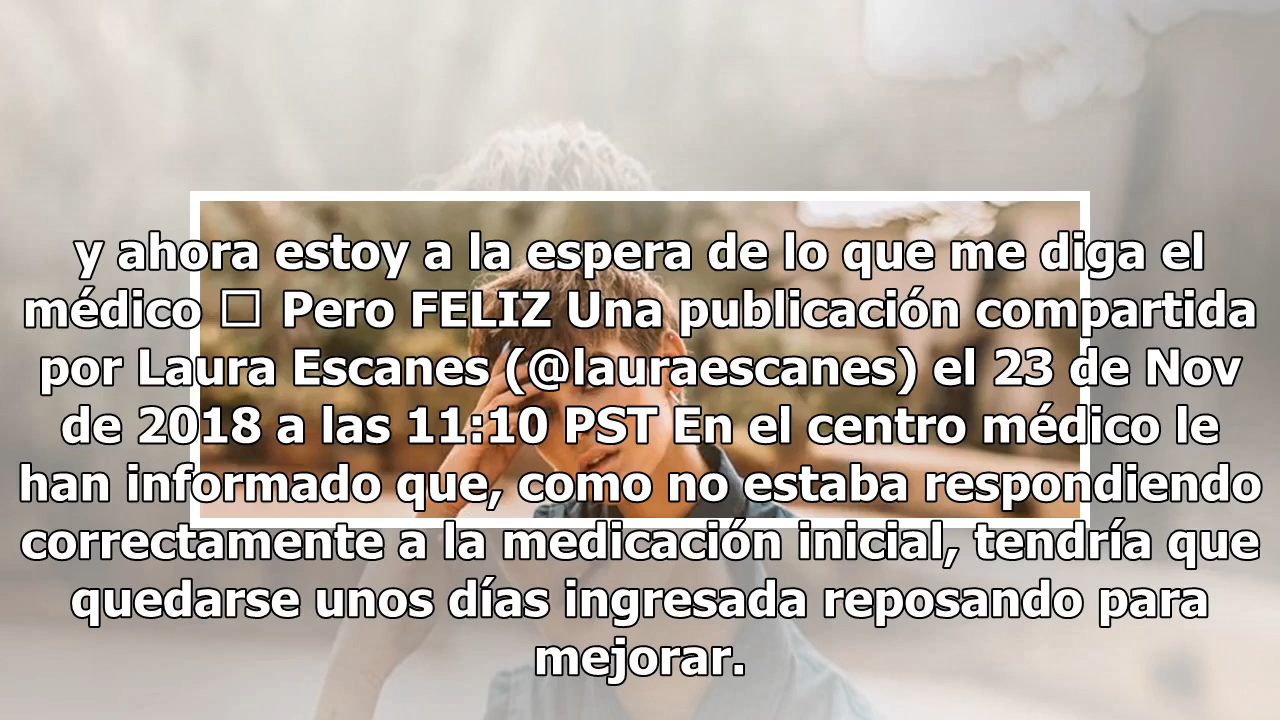 y ahora estoy a la espera de lo que me diga el
médico □ Pero FELIZ Una publicación compartida
por Laura Escanes (@lauraescanes) el 23 de Nov
de 2018 a las 11:10 PST En el centro médico le
han informado que, como no estaba respondiendo
correctamente a la medicación inicial, tendría que
quedarse unos días ingresada reposando para
mejorar.